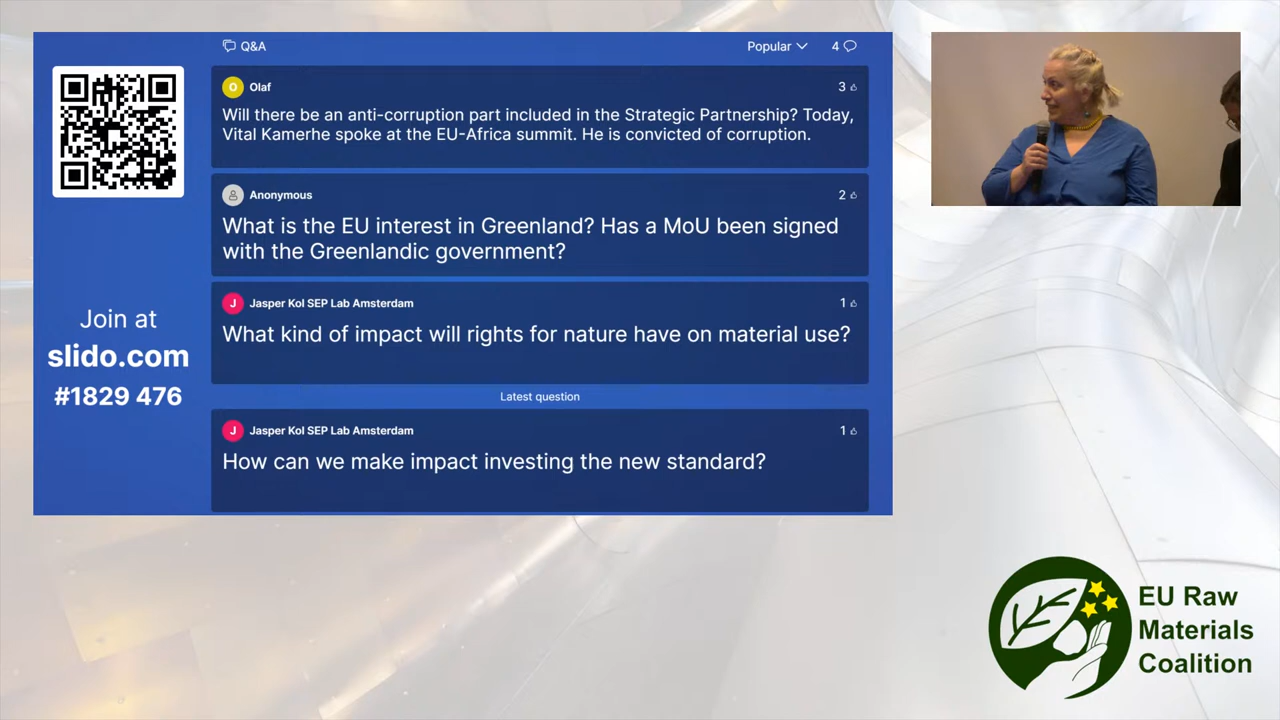 Q&A
Popular
4
Olaf
3
Will there be an anti-corruption part included in the Strategic Partnership? Today,
Vital Kamerhe spoke at the EU-Africa summit. He is convicted of corruption.
Anonymous
2
What is the EU interest in Greenland? Has a MoU been signed
with the Greenlandic government?
J
Jasper Kol SEP Lab Amsterdam
1
What kind of impact will rights for nature have on material use?
Latest question
J
Jasper Kol SEP Lab Amsterdam
1
How can we make impact investing the new standard?
Join at
slido.com
#1829 476
EU Raw
Materials
Coalition